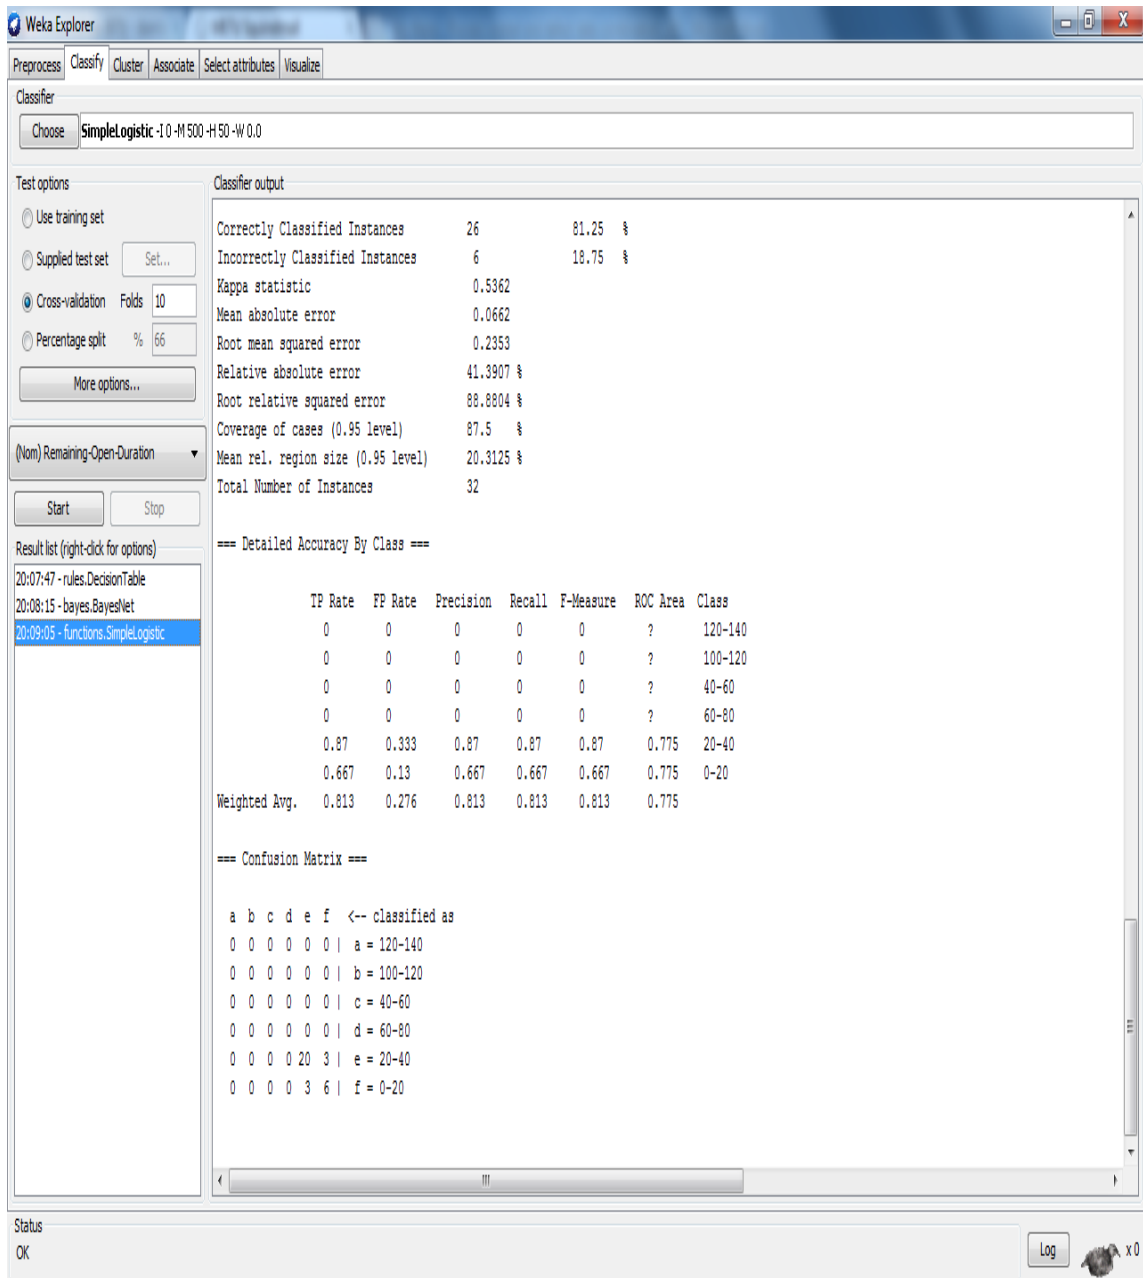 Weka Explorer
Preprocess Classify Cluster Associate Select attributes Visualize
Classifier
Choose SimpleLogistic -I 0 -M 500 -H 50 -W 0.0
Test options
Use training set
Supplied test set Set...
Cross-validation Folds 10
Percentage split % 66
More options...
(Nom) Remaining-Open-Duration
Start Stop
Result list (right-click for options)
20:07:47 - rules.DecisionTable
20:08:15 - bayes.BayesNet
20:09:05 - functions.SimpleLogistic
Classifier output
Correctly Classified Instances 26 81.25 %
Incorrectly Classified Instances 6 18.75 %
Kappa statistic 0.5362
Mean absolute error 0.0662
Root mean squared error 0.2353
Relative absolute error 41.3907 %
Root relative squared error 88.8804 %
Coverage of cases (0.95 level) 87.5 %
Mean rel. region size (0.95 level) 20.3125 %
Total Number of Instances 32
=== Detailed Accuracy By Class ===
TP Rate FP Rate Precision Recall F-Measure ROC Area Class
0 0 0 0 0 ? 120-140
0 0 0 0 0 ? 100-120
0 0 0 0 0 ? 40-60
0 0 0 0 0 ? 60-80
0.87 0.333 0.87 0.87 0.87 0.775 20-40
0.667 0.13 0.667 0.667 0.667 0.775 0-20
Weighted Avg. 0.813 0.276 0.813 0.813 0.813 0.775
=== Confusion Matrix ===
a b c d e f <-- classified as
0 0 0 0 0 0 | a = 120-140
0 0 0 0 0 0 | b = 100-120
0 0 0 0 0 0 | c = 40-60
0 0 0 0 0 0 | d = 60-80
0 0 0 0 20 3 | e = 20-40
0 0 0 0 3 6 | f = 0-20
Status
OK
Log x 0